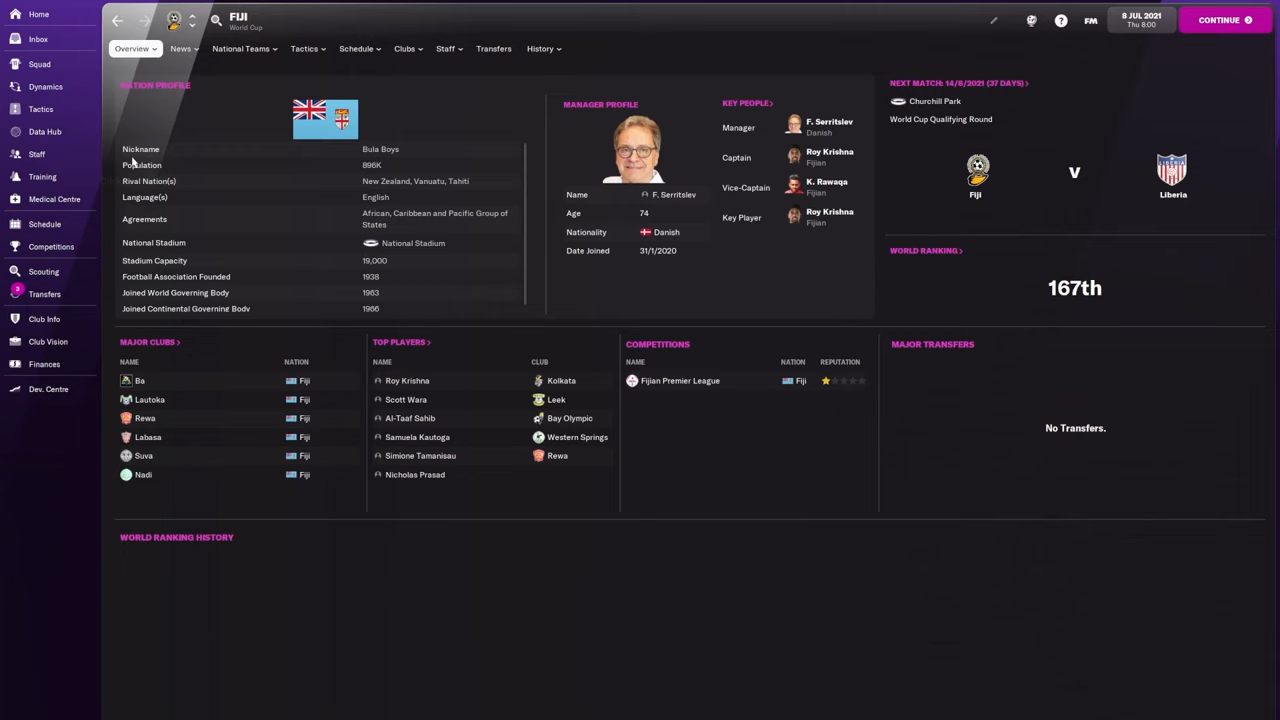 Home
FIJI
World Cup
8 JUL 2021
Thu 8:00
FM
CONTINUE
Inbox
Overview
News
National Teams
Tactics
Schedule
Clubs
Staff
Transfers
History
Squad
Dynamics
Tactics
Data Hub
Staff
Training
Medical Centre
Schedule
Competitions
Scouting
3
Transfers
Club Info
Club Vision
Finances
Dev. Centre
NATION PROFILE
Nickname Bula Boys
Population 896K
Rival Nation(s) New Zealand, Vanuatu, Tahiti
Language(s) English
Agreements African, Caribbean and Pacific Group of
States
National Stadium National Stadium
Stadium Capacity 19,000
Football Association Founded 1938
Joined World Governing Body 1963
Joined Continental Governing Body 1966
MANAGER PROFILE
Name F. Serritslev
Age 74
Nationality Danish
Date Joined 31/1/2020
KEY PEOPLE
Manager F. Serritslev
Danish
Captain Roy Krishna
Fijian
Vice-Captain K. Rawaqa
Fijian
Key Player Roy Krishna
Fijian
NEXT MATCH: 14/8/2021 (37 DAYS)
Churchill Park
World Cup Qualifying Round
LIBERIA
Fiji V Liberia
WORLD RANKING
167th
MAJOR CLUBS
NAME NATION
Ba Fiji
Lautoka Fiji
Rewa Fiji
Labasa Fiji
Suva Fiji
Nadi Fiji
TOP PLAYERS
NAME CLUB
Roy Krishna Kolkata
Scott Wara Leek
Al-Taaf Sahib Bay Olympic
Samuela Kautoga Western Springs
Simione Tamanisau Rewa
Nicholas Prasad
COMPETITIONS
NAME NATION REPUTATION
Fijian Premier League Fiji
MAJOR TRANSFERS
No Transfers.
WORLD RANKING HISTORY